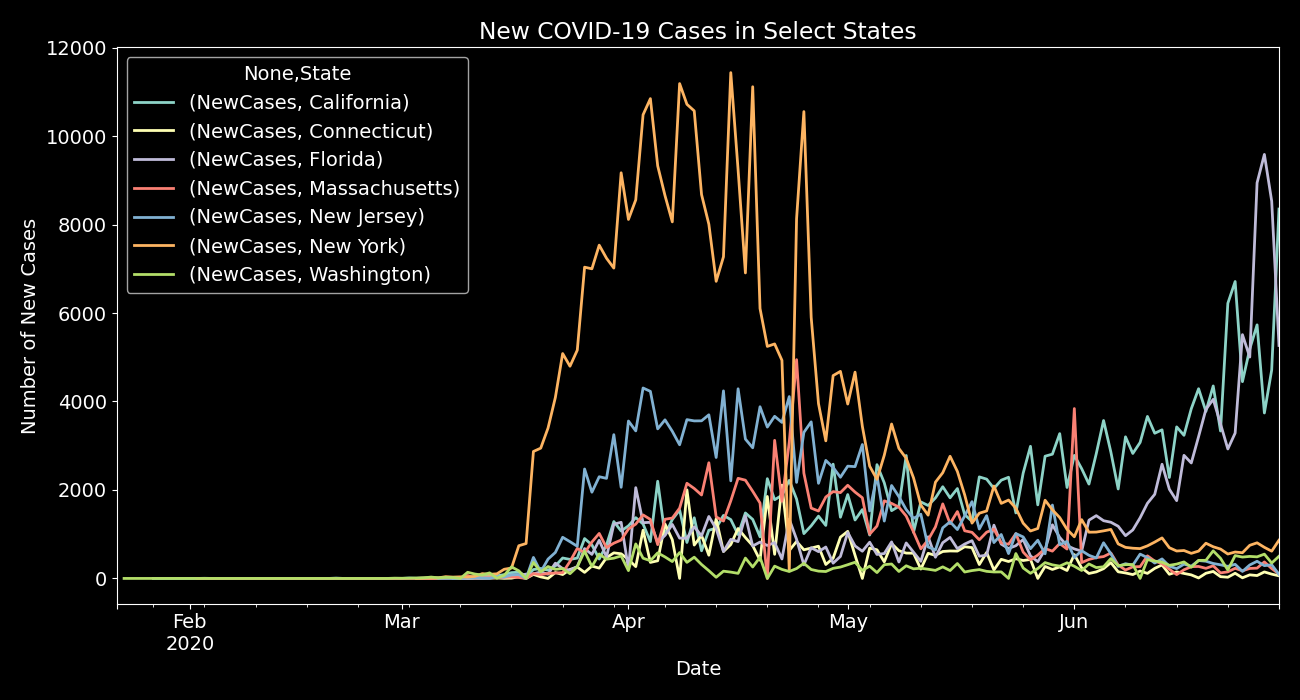 New COVID-19 Cases in Select States
12000
10000
8000
6000
4000
2000
0
Number of New Cases
None,State
(NewCases, California)
(NewCases, Connecticut)
(NewCases, Florida)
(NewCases, Massachusetts)
(NewCases, New Jersey)
(NewCases, New York)
(NewCases, Washington)
Feb Mar Apr May Jun
2020
Date